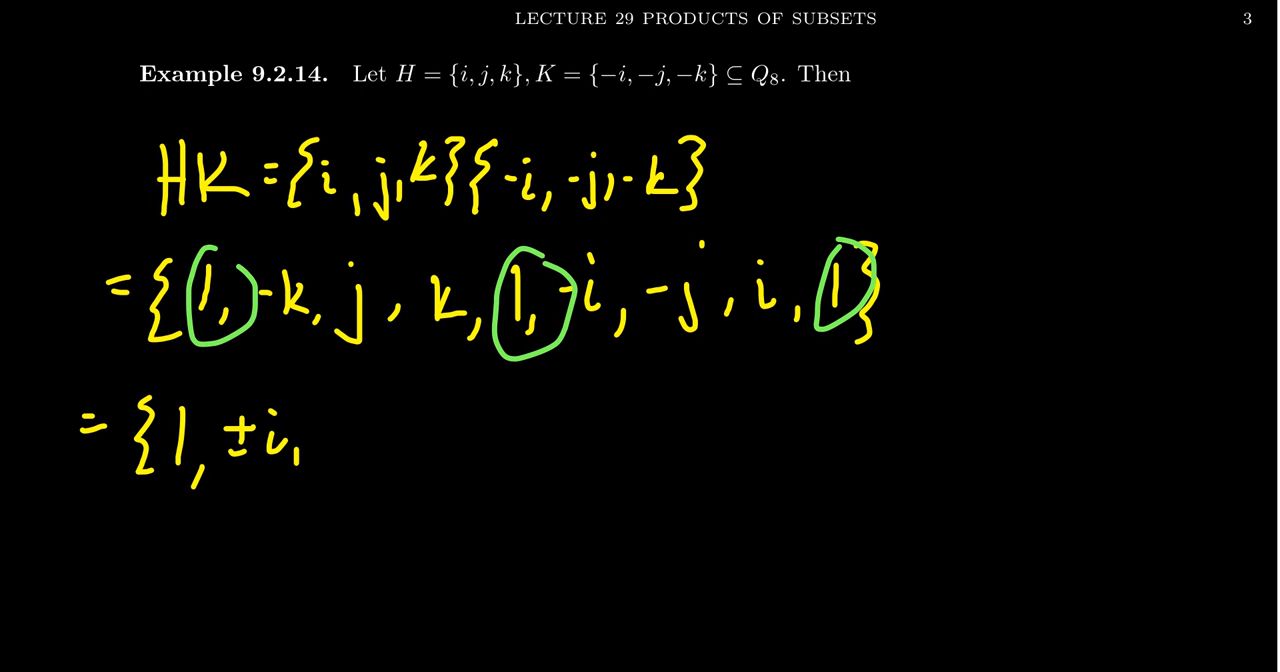 LECTURE 29 PRODUCTS OF SUBSETS 3
Example 9.2.14. Let H = {i, j, k}, K = {−i, −j, −k} ⊆ Q₈. Then
HK = {i, j, k}{-i, -j, -k}
= {1, -k, j, k, 1, -i, -j, i, 1}
= {1, ±i,